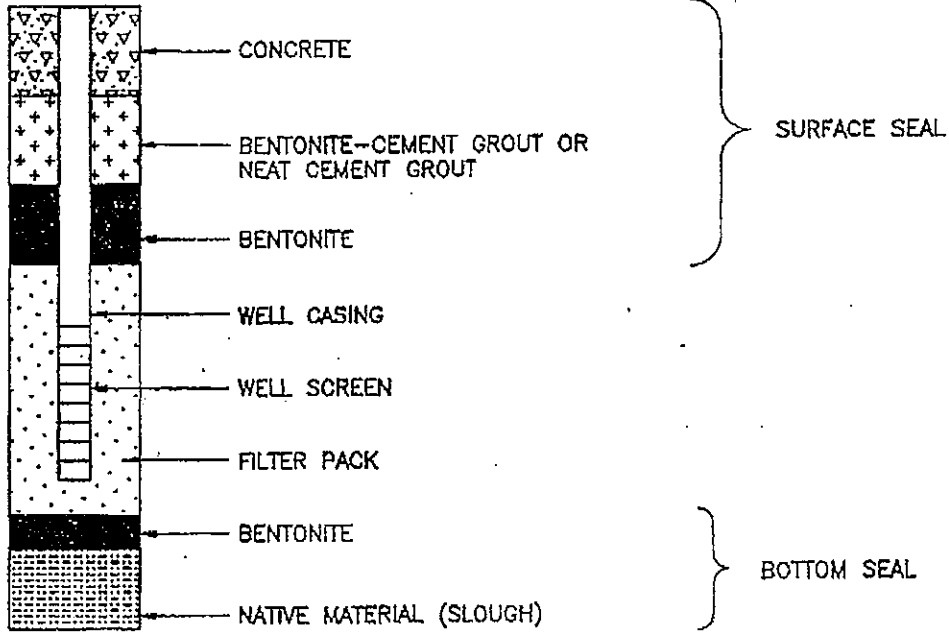 CONCRETE
BENTONITE-CEMENT GROUT OR
NEAT CEMENT GROUT
SURFACE SEAL
BENTONITE
WELL CASING
WELL SCREEN
FILTER PACK
BENTONITE
BOTTOM SEAL
NATIVE MATERIAL (SLOUGH)